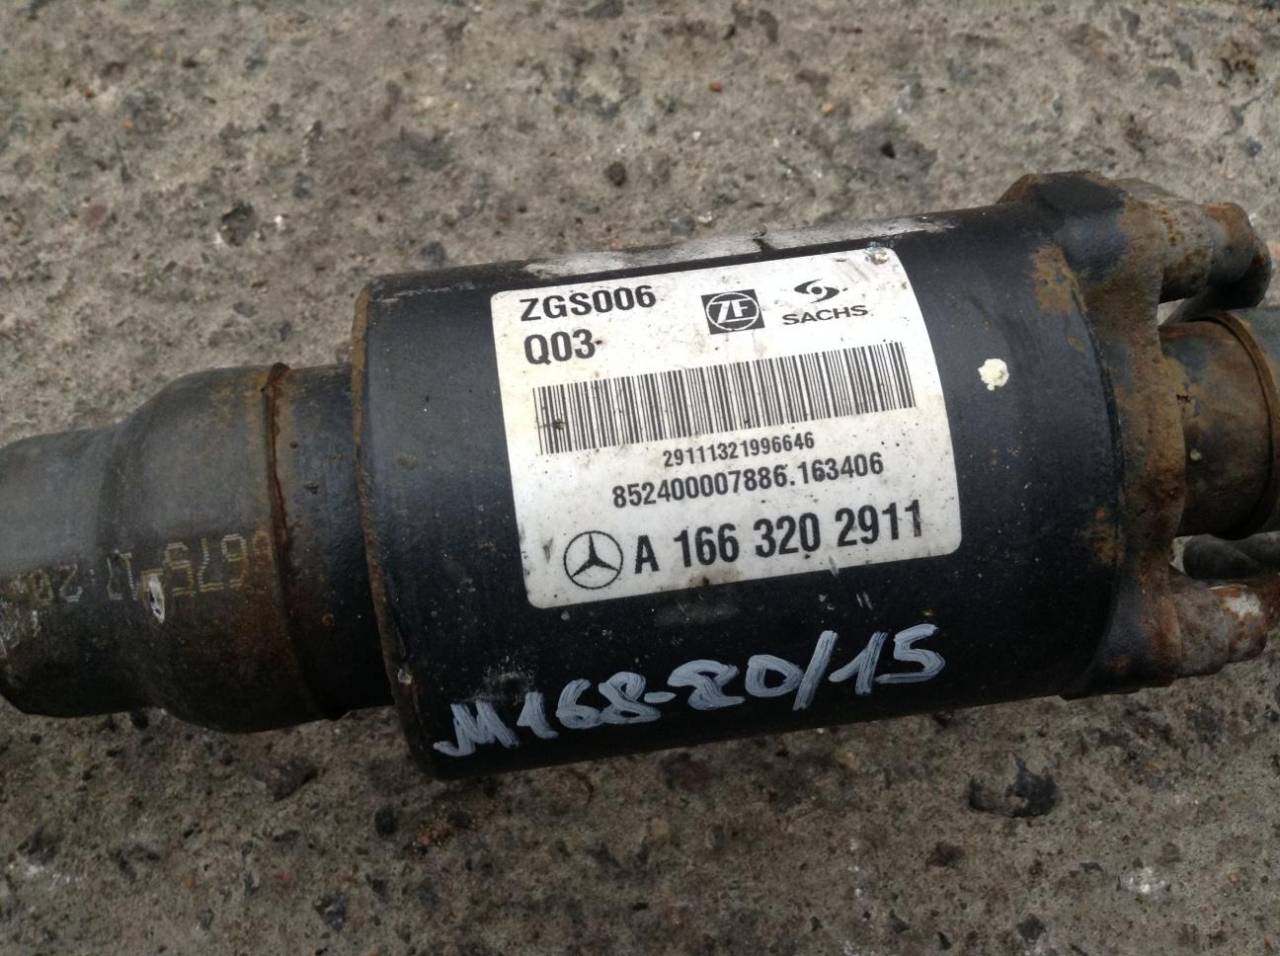 ZGS006
ZF
SACHS
Q03
29111321996646
852400007886.163406
A 166 320 2911
M168-80/15